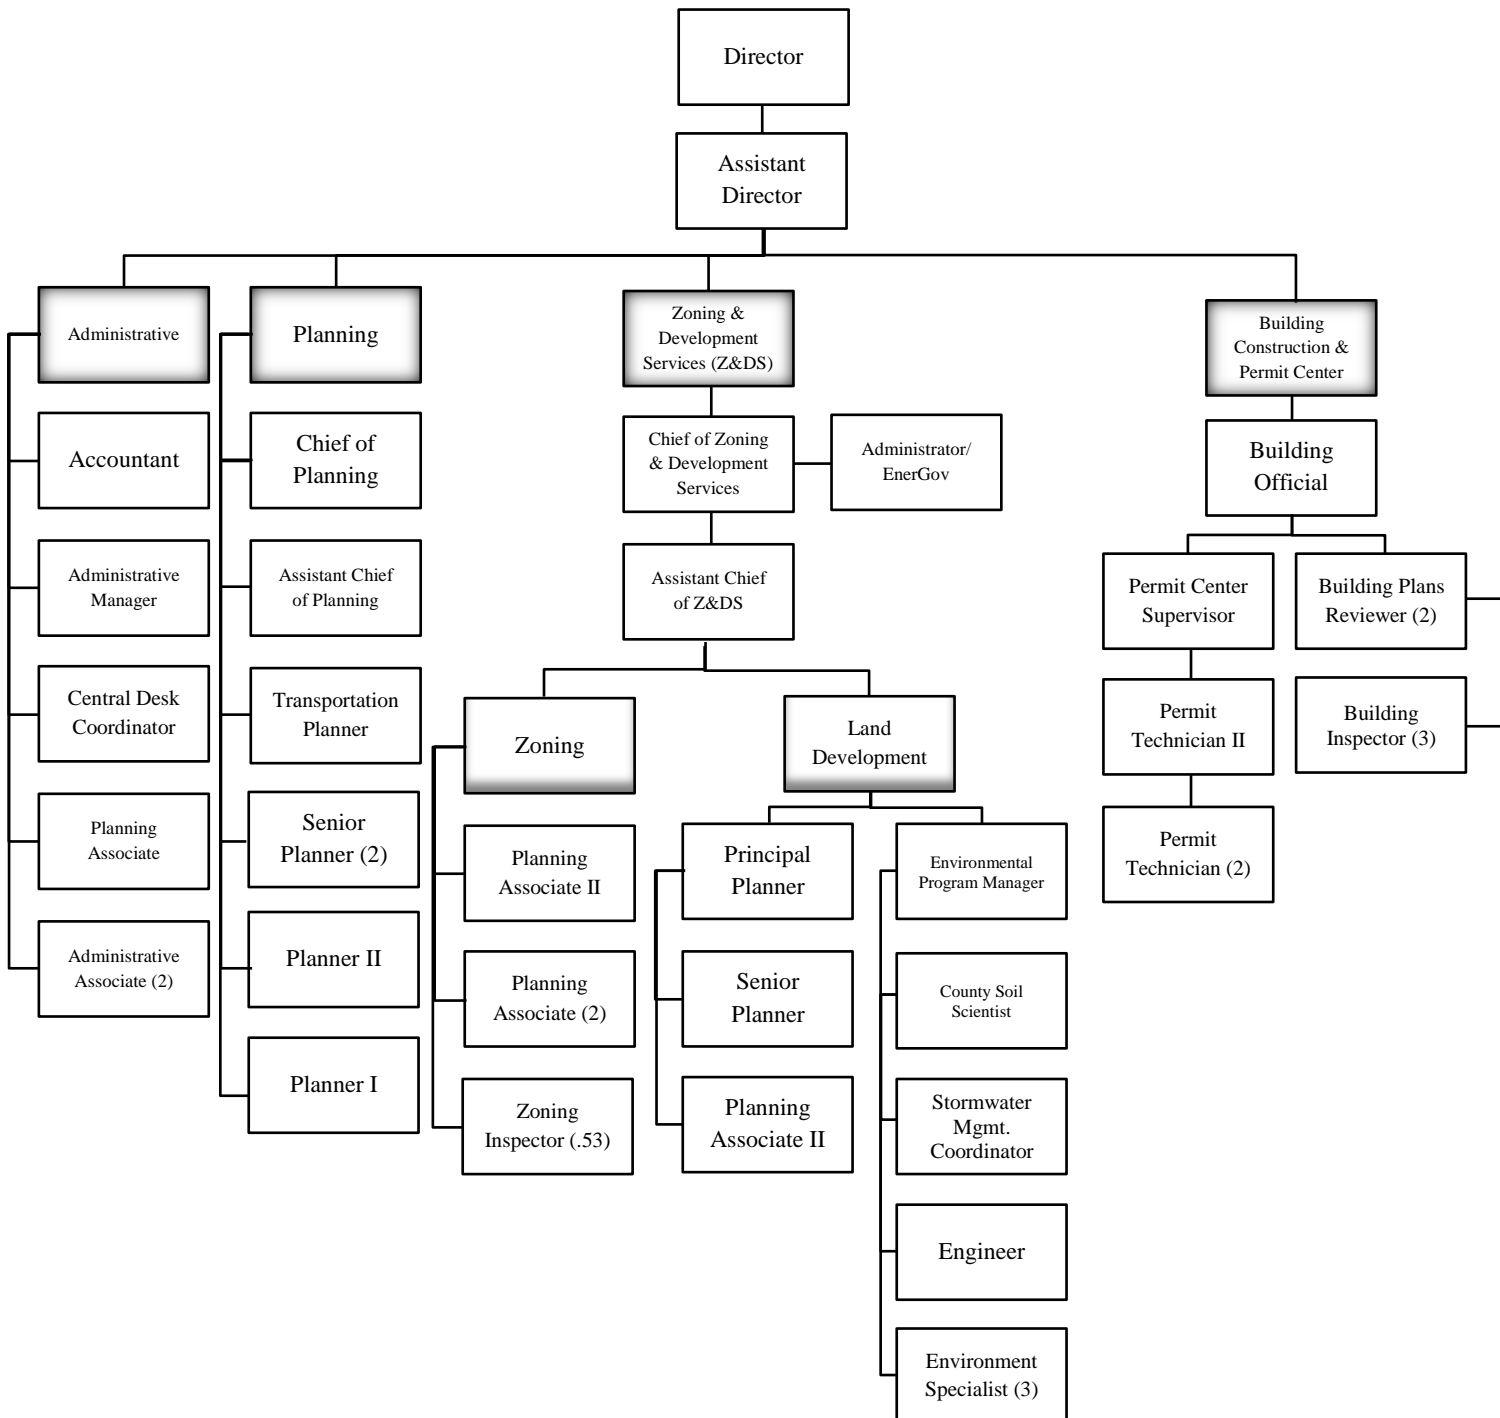 Director
Assistant
Director
Administrative
Accountant
Administrative
Manager
Central Desk
Coordinator
Planning
Associate
Administrative
Associate (2)
Planning
Chief of
Planning
Assistant Chief
of Planning
Transportation
Planner
Senior
Planner (2)
Planner II
Planner I
Zoning &
Development
Services (Z&DS)
Chief of Zoning
& Development
Services
Administrator/
EnerGov
Assistant Chief
of Z&DS
Zoning
Planning
Associate II
Planning
Associate (2)
Zoning
Inspector (.53)
Land
Development
Principal
Planner
Senior
Planner
Planning
Associate II
Environmental
Program Manager
County Soil
Scientist
Stormwater
Mgmt.
Coordinator
Engineer
Environment
Specialist (3)
Building
Construction &
Permit Center
Building
Official
Permit Center
Supervisor
Permit
Technician II
Permit
Technician (2)
Building Plans
Reviewer (2)
Building
Inspector (3)